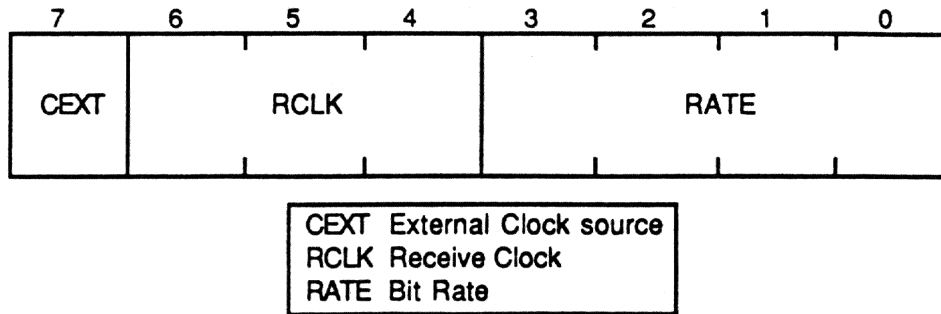 7 6 5 4 3 2 1 0
CEXT RCLK RATE
CEXT External Clock source
RCLK Receive Clock
RATE Bit Rate